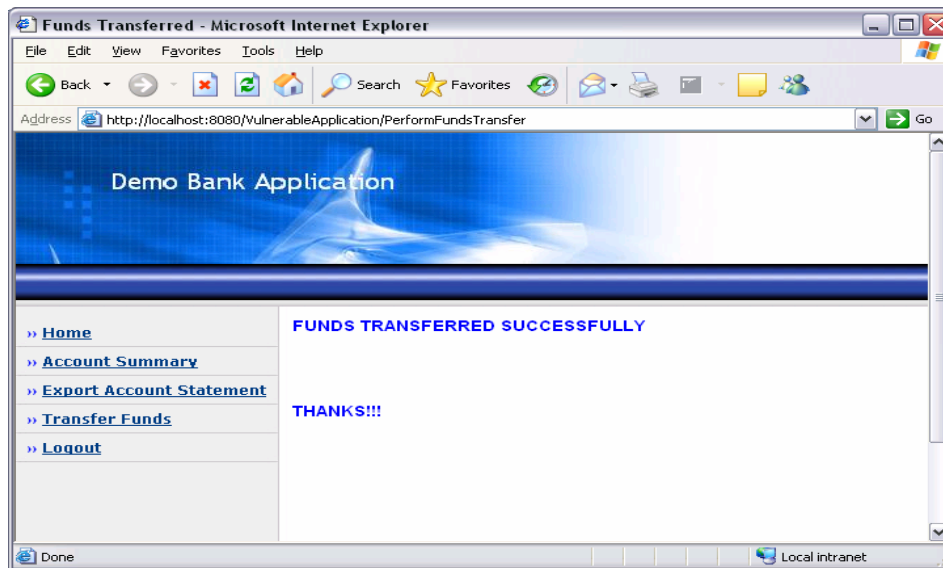 Funds Transferred - Microsoft Internet Explorer
File Edit View Favorites Tools Help
Back Search Favorites
Address http://localhost:8080/VulnerableApplication/PerformFundsTransfer Go
Demo Bank Application
» Home
» Account Summary
» Export Account Statement
» Transfer Funds
» Logout
FUNDS TRANSFERRED SUCCESSFULLY
THANKS!!!
Done Local intranet